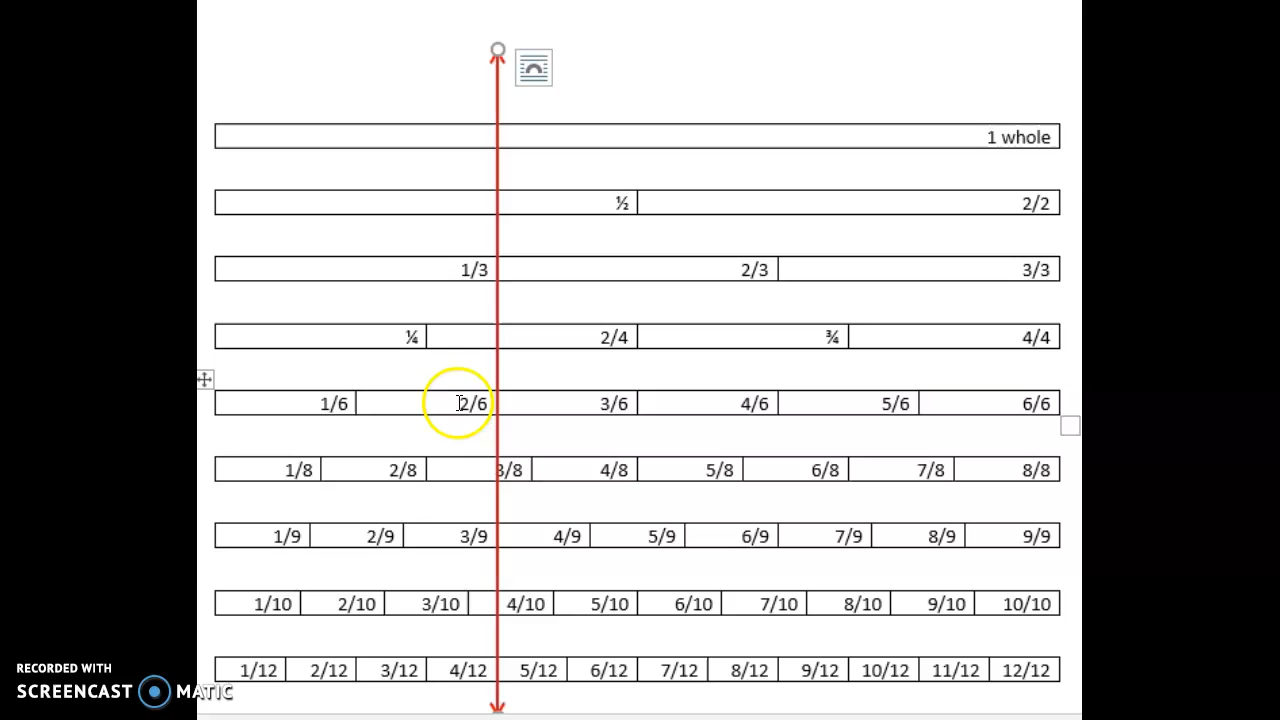 1 whole
½ 2/2
1/3 2/3 3/3
¼ 2/4 ¾ 4/4
1/6 2/6 3/6 4/6 5/6 6/6
1/8 2/8 3/8 4/8 5/8 6/8 7/8 8/8
1/9 2/9 3/9 4/9 5/9 6/9 7/9 8/9 9/9
1/10 2/10 3/10 4/10 5/10 6/10 7/10 8/10 9/10 10/10
1/12 2/12 3/12 4/12 5/12 6/12 7/12 8/12 9/12 10/12 11/12 12/12
RECORDED WITH
SCREENCAST MATIC